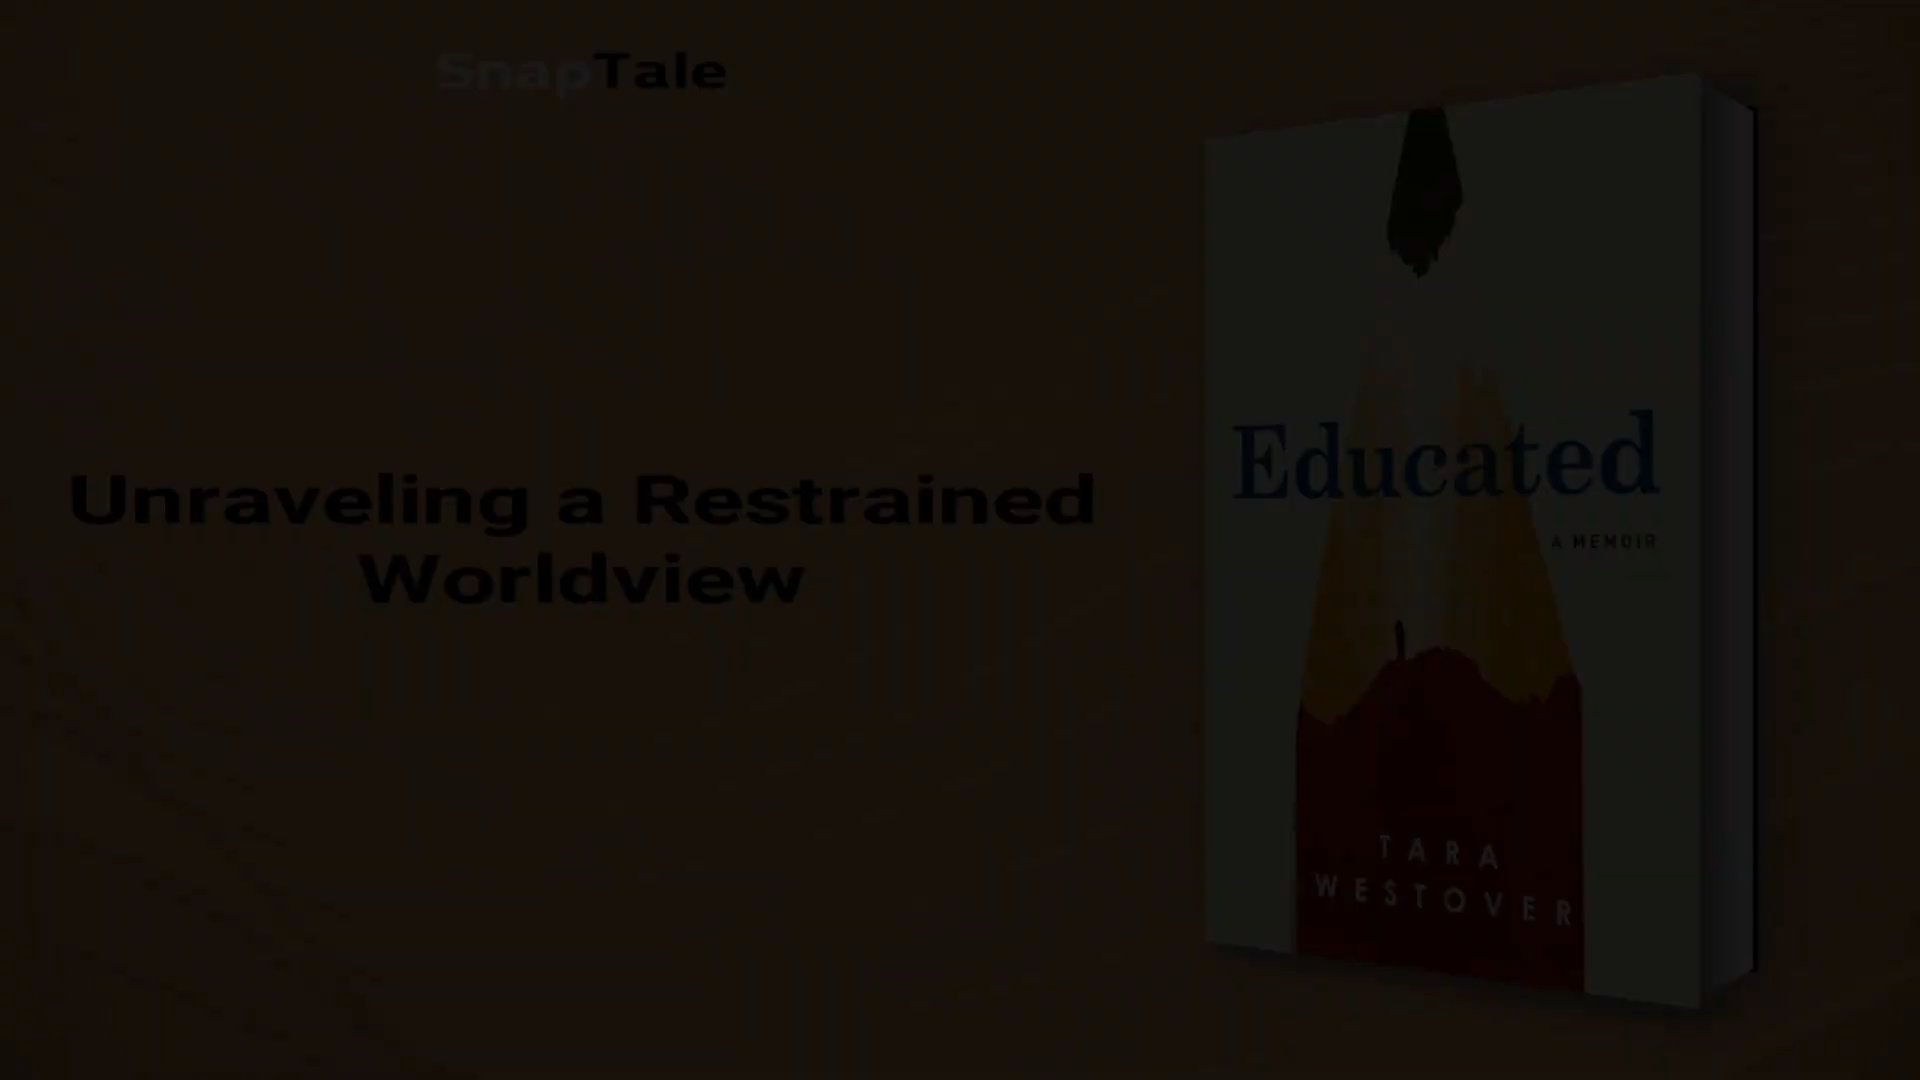 SnapTale
Unraveling a Restrained
Worldview
Educated
A MEMOIR
TARA
WESTOVER